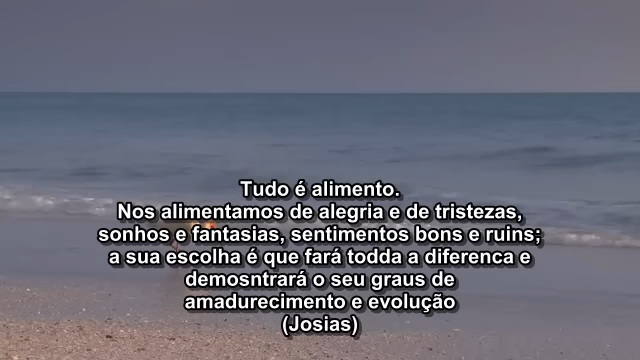 Tudo é alimento.
Nos alimentamos de alegria e de tristezas,
sonhos e fantasias, sentimentos bons e ruins;
a sua escolha é que fará todda a diferenca e
demosntrará o seu graus de
amadurecimento e evolução
(Josias)